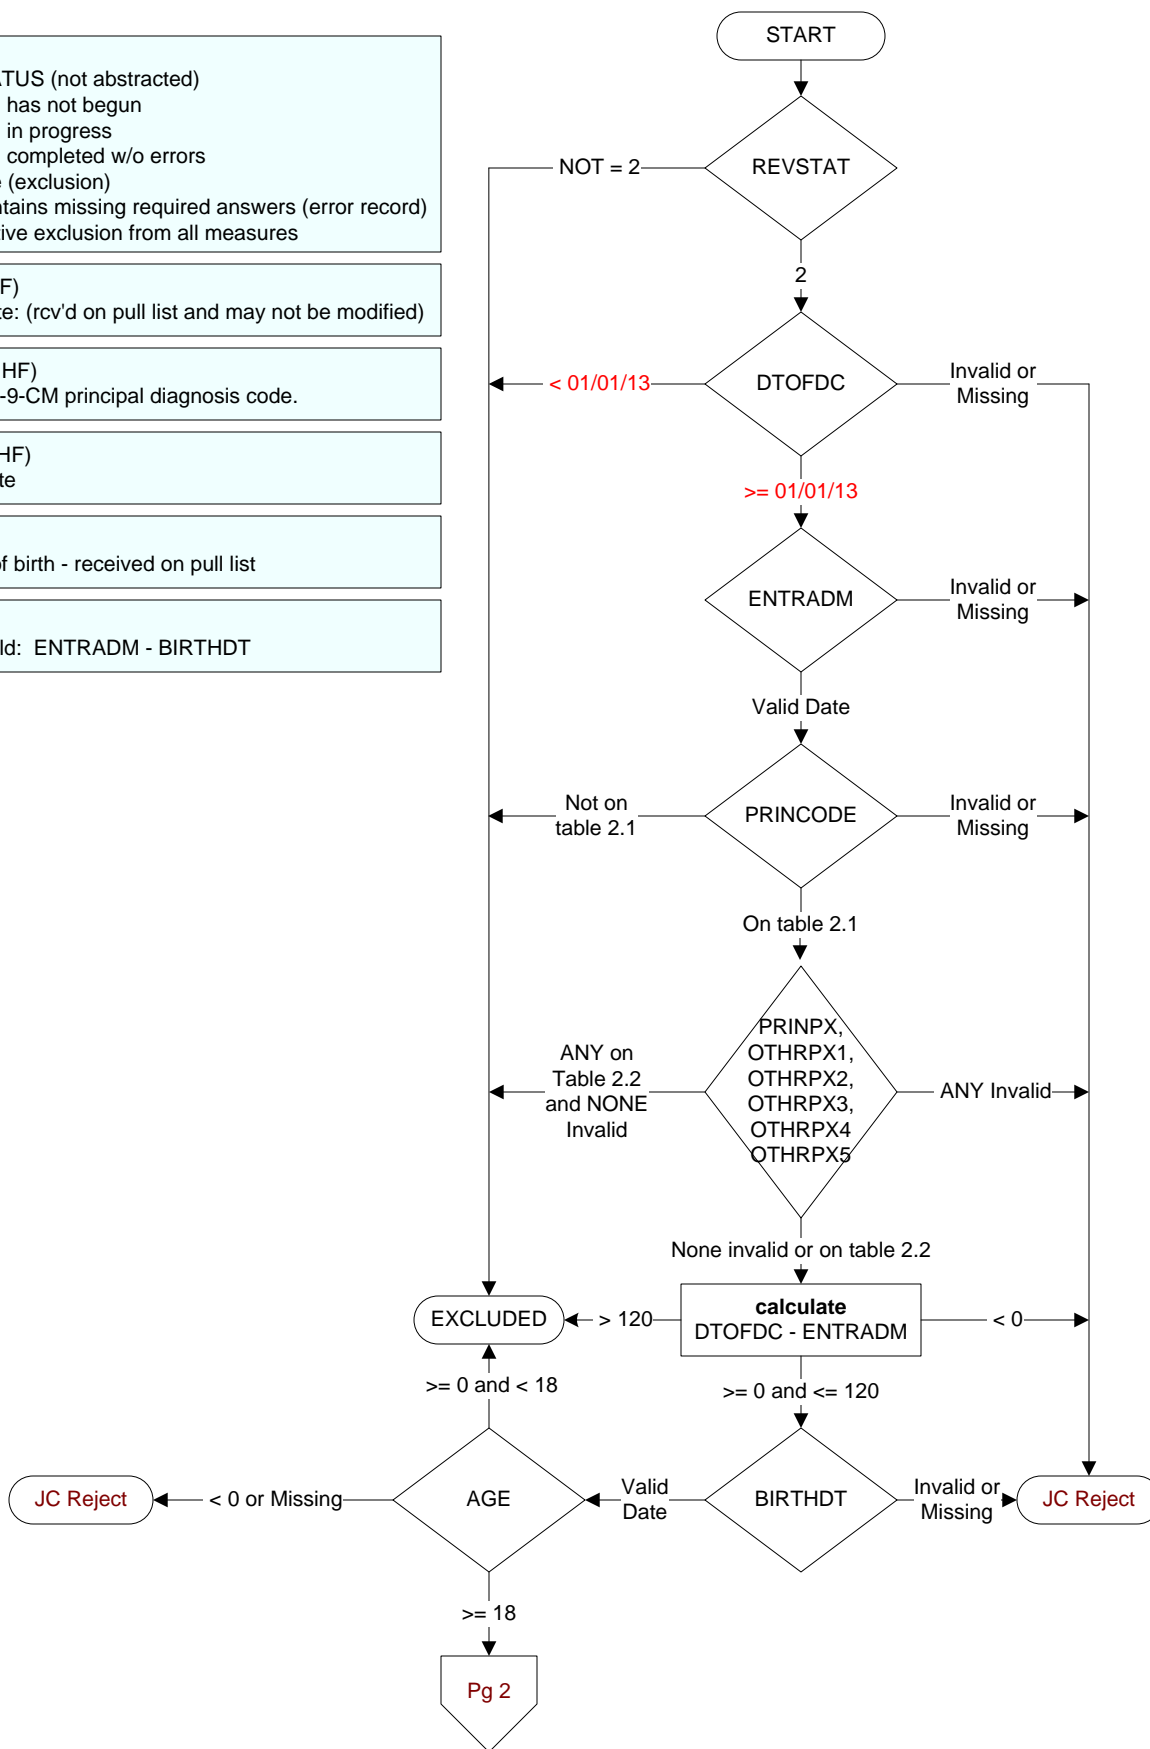 START
ATUS (not abstracted)
has not begun
in progress
completed w/o errors
(exclusion)
ntains missing required answers (error record)
tive exclusion from all measures
F)
te: (rcv'd on pull list and may not be modified)
HF)
-9-CM principal diagnosis code.
HF)
te
of birth - received on pull list
ld: ENTRADM - BIRTHDT
REVSTAT
NOT = 2
2
DTOFDC
< 01/01/13
Invalid or
Missing
>= 01/01/13
ENTRADM
Invalid or
Missing
Valid Date
PRINCODE
Not on
table 2.1
Invalid or
Missing
On table 2.1
PRINPX,
OTHRPX1,
OTHRPX2,
OTHRPX3,
OTHRPX4
OTHRPX5
ANY on
Table 2.2
and NONE
Invalid
ANY Invalid
None invalid or on table 2.2
calculate
DTOFDC - ENTRADM
EXCLUDED
> 120
< 0
>= 0 and < 18
>= 0 and <= 120
JC Reject
< 0 or Missing
AGE
Valid
Date
BIRTHDT
Invalid or
Missing
JC Reject
>= 18
Pg 2